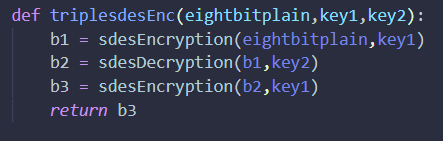 def triplesdesEnc(eightbitplain,key1,key2):
    b1 = sdesEncryption(eightbitplain,key1)
    b2 = sdesDecryption(b1,key2)
    b3 = sdesEncryption(b2,key1)
    return b3